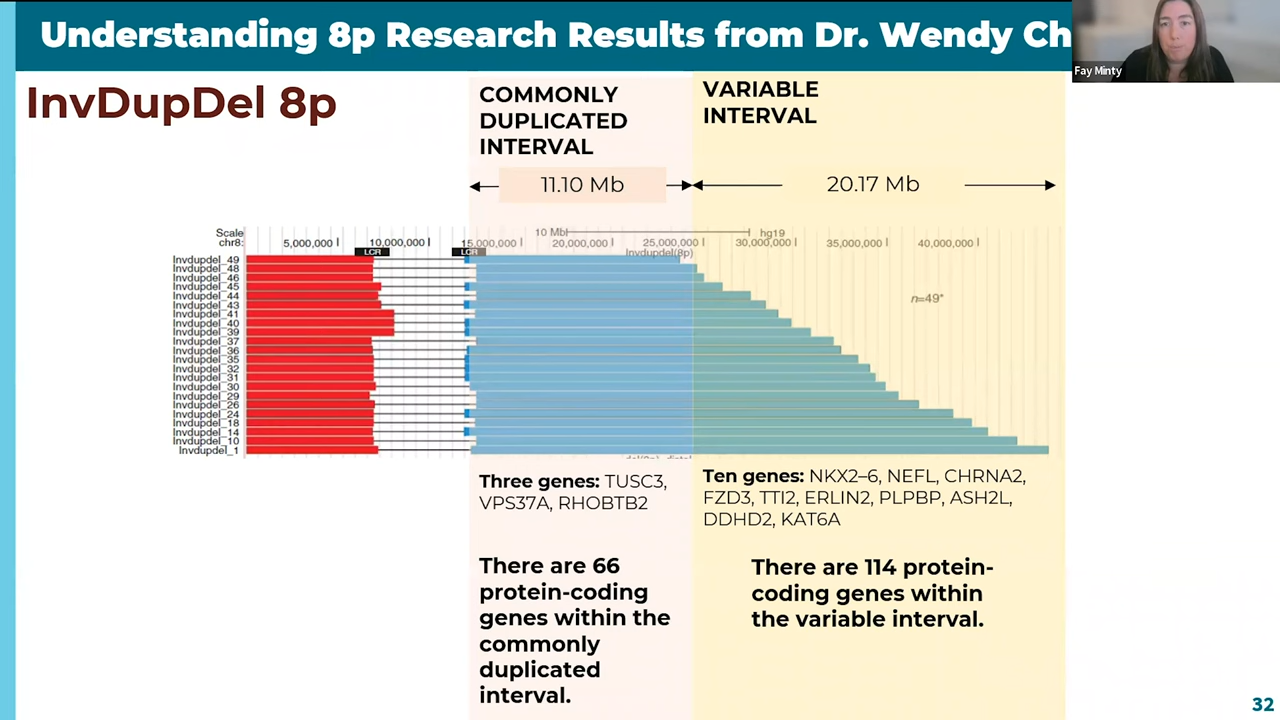 Understanding 8p Research Results from Dr. Wendy Ch
Fay Minty
InvDupDel 8p
COMMONLY
DUPLICATED
INTERVAL
VARIABLE
INTERVAL
11.10 Mb
20.17 Mb
Scale
10 Mb
hg19
chr8:
5,000,000
10,000,000
15,000,000
20,000,000
25,000,000
30,000,000
35,000,000
40,000,000
LCR
LCR
Invdupdel(8p)
Invdupdel_49
Invdupdel_48
Invdupdel_46
Invdupdel_45
Invdupdel_44
Invdupdel_43
Invdupdel_41
Invdupdel_40
Invdupdel_39
Invdupdel_37
Invdupdel_36
Invdupdel_35
Invdupdel_32
Invdupdel_31
Invdupdel_30
Invdupdel_29
Invdupdel_26
Invdupdel_24
Invdupdel_18
Invdupdel_14
Invdupdel_10
Invdupdel_1
n=49*
Three genes: TUSC3,
VPS37A, RHOBTB2
Ten genes: NKX2–6, NEFL, CHRNA2,
FZD3, TTI2, ERLIN2, PLPBP, ASH2L,
DDHD2, KAT6A
There are 66
protein-coding
genes within the
commonly
duplicated
interval.
There are 114 protein-
coding genes within
the variable interval.
32